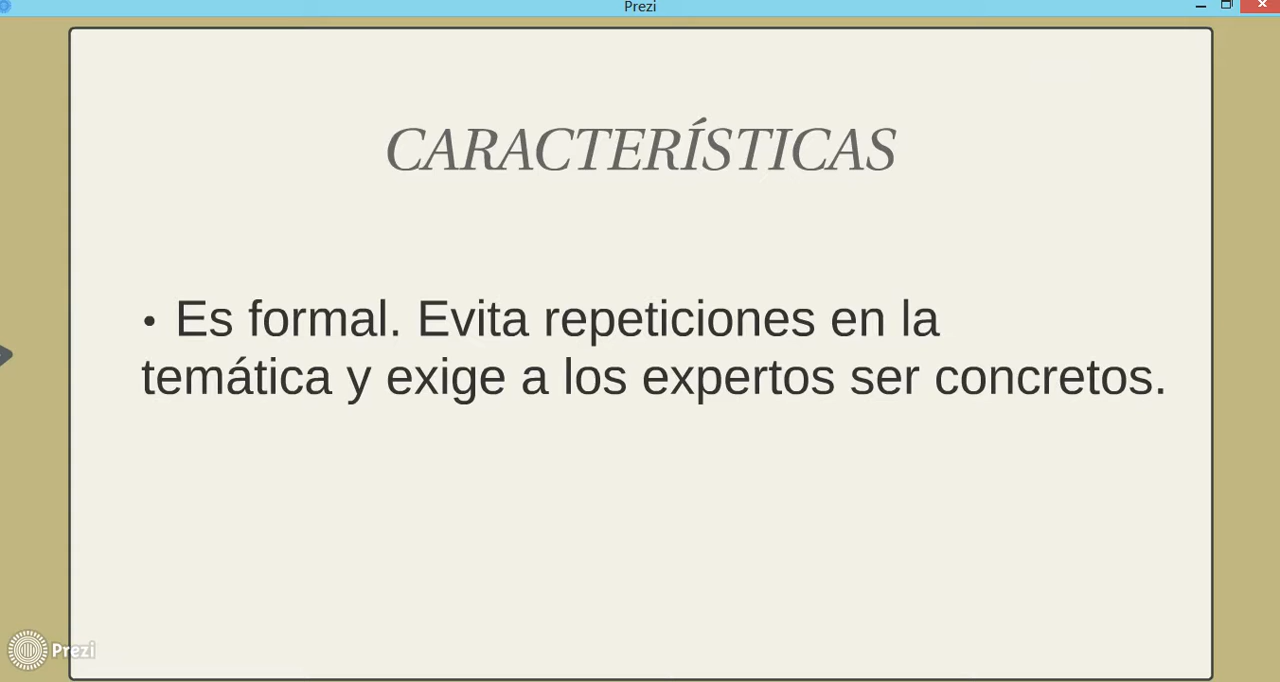 Prezi
CARACTERÍSTICAS
• Es formal. Evita repeticiones en la
temática y exige a los expertos ser concretos.
Prezi